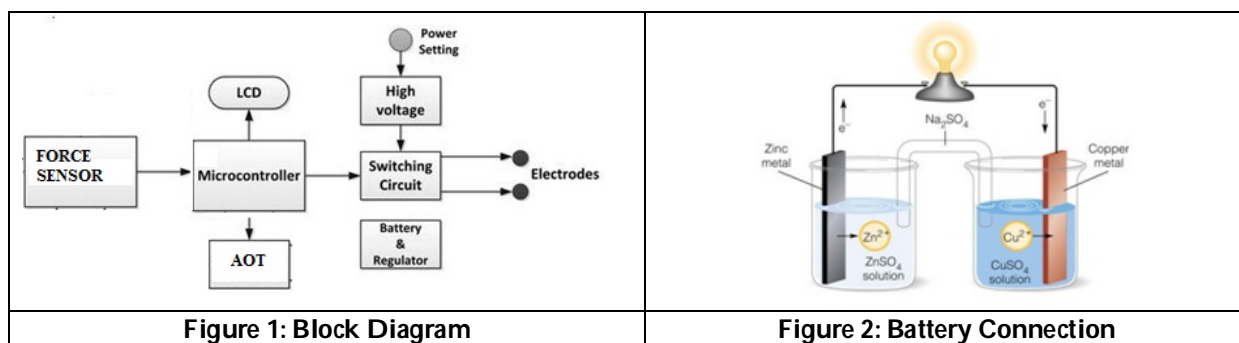 Power
Setting
LCD
High
voltage
FORCE
SENSOR
Microcontroller
Switching
Circuit
Electrodes
Battery
&
Regulator
AOT
Figure 1: Block Diagram
e⁻
Na₂SO₄
e⁻
Zinc
metal
Copper
metal
Zn²⁺
Cu²⁺
ZnSO₄
solution
CuSO₄
solution
Figure 2: Battery Connection